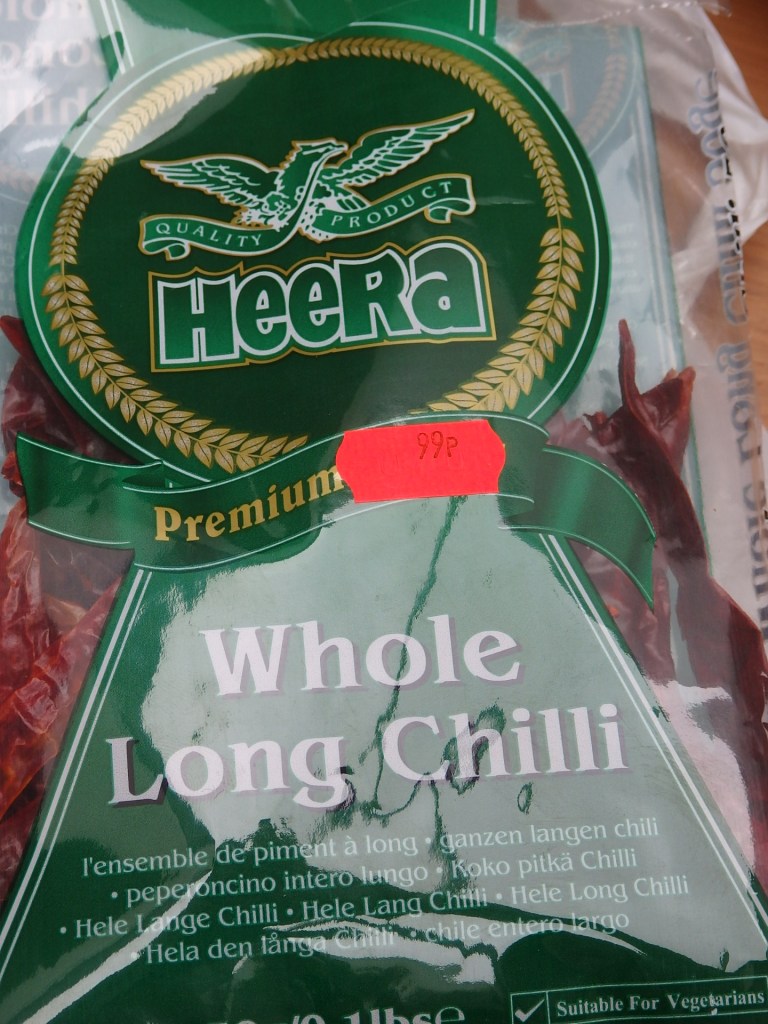 QUALITY PRODUCT
HeeRa
99P
Premium
Whole
Long Chilli
l'ensemble de piment à long • ganzen langen chili
• peperoncino intero lungo • Koko pitkä Chilli
• Hele Lange Chilli • Hele Lang Chilli • Hele Long Chilli
• Hela den långa Chilli • chile entero largo
Suitable For Vegetarians